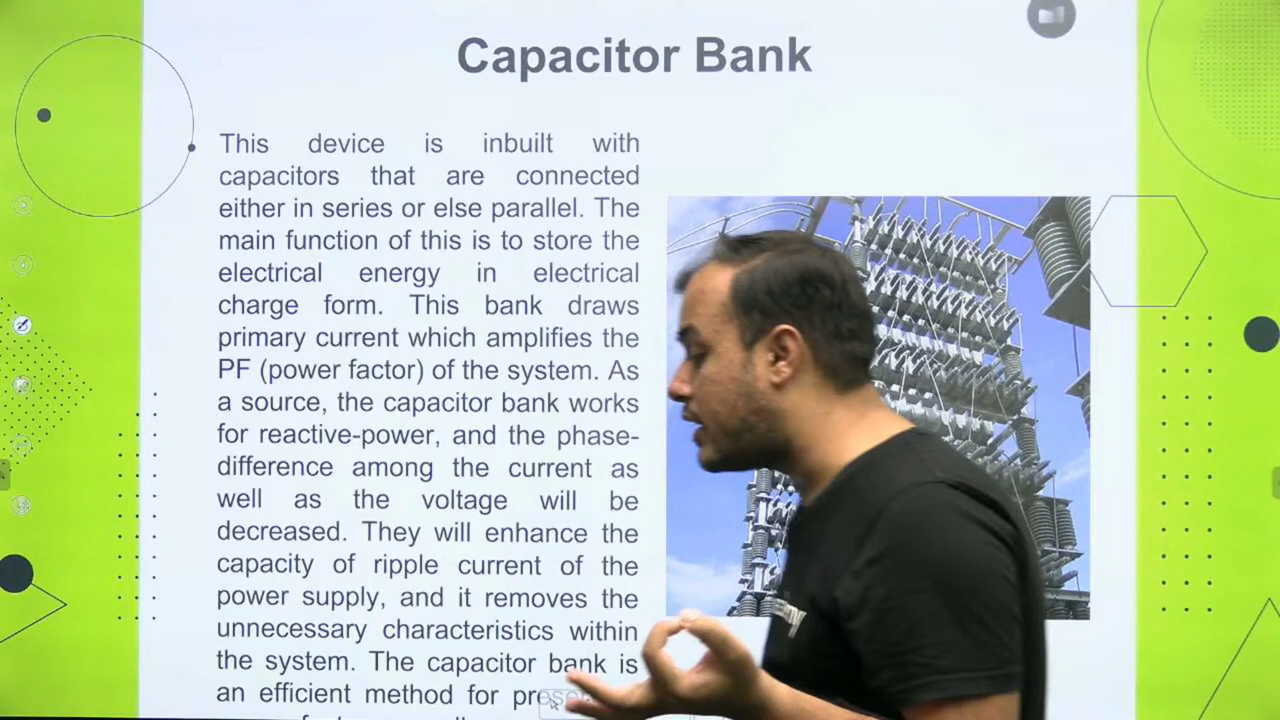 Capacitor Bank
This device is inbuilt with
capacitors that are connected
either in series or else parallel. The
main function of this is to store the
electrical energy in electrical
charge form. This bank draws
primary current which amplifies the
PF (power factor) of the system. As
a source, the capacitor bank works
for reactive-power, and the phase-
difference among the current as
well as the voltage will be
decreased. They will enhance the
capacity of ripple current of the
power supply, and it removes the
unnecessary characteristics within
the system. The capacitor bank is
an efficient method for